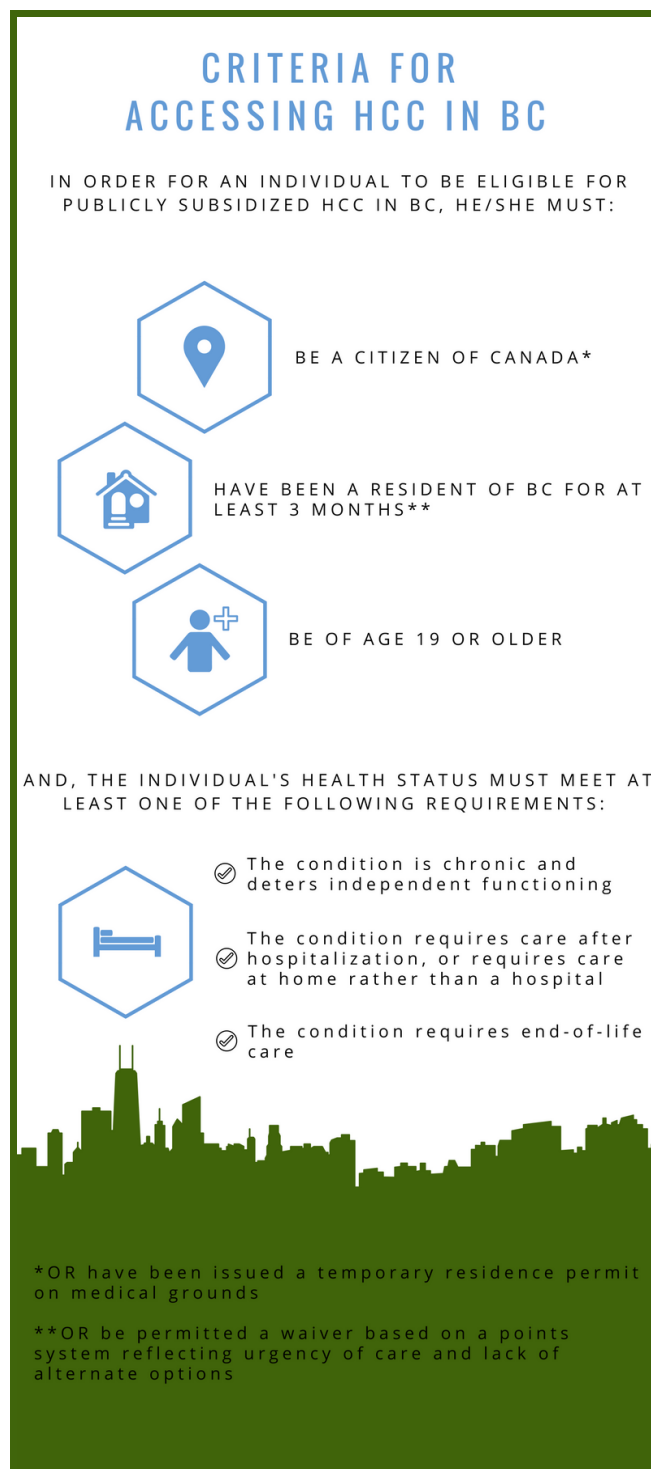 CRITERIA FOR
ACCESSING HCC IN BC
IN ORDER FOR AN INDIVIDUAL TO BE ELIGIBLE FOR
PUBLICLY SUBSIDIZED HCC IN BC, HE/SHE MUST:
BE A CITIZEN OF CANADA*
HAVE BEEN A RESIDENT OF BC FOR AT
LEAST 3 MONTHS**
BE OF AGE 19 OR OLDER
AND, THE INDIVIDUAL'S HEALTH STATUS MUST MEET AT
LEAST ONE OF THE FOLLOWING REQUIREMENTS:
The condition is chronic and
deters independent functioning
The condition requires care after
hospitalization, or requires care
at home rather than a hospital
The condition requires end-of-life
care
*OR have been issued a temporary residence permit
on medical grounds
**OR be permitted a waiver based on a points
system reflecting urgency of care and lack of
alternate options